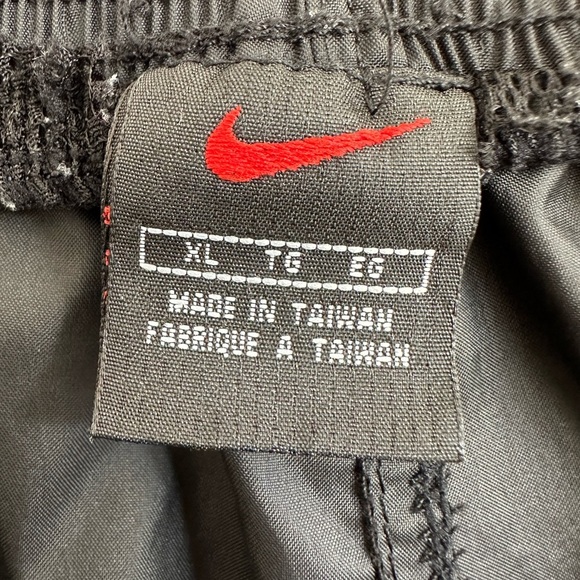 XL TG EG
MADE IN TAIWAN
FABRIQUE A TAIWAN